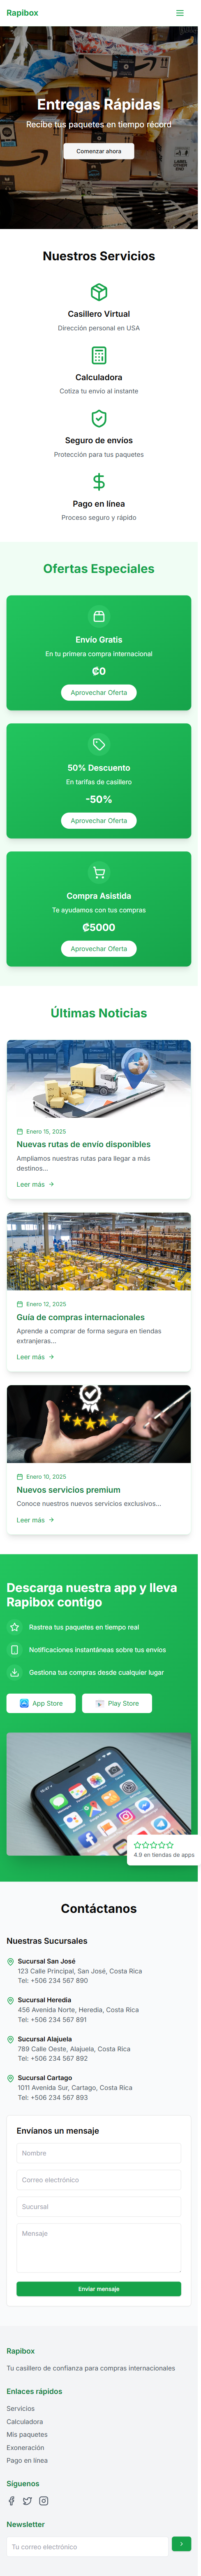 Rapibox
Entregas Rápidas
Recibe tus paquetes en tiempo récord
Comenzar ahora
Nuestros Servicios
Casillero Virtual
Dirección personal en USA
Calculadora
Cotiza tu envío al instante
Seguro de envíos
Protección para tus paquetes
Pago en línea
Proceso seguro y rápido
Ofertas Especiales
Envío Gratis
En tu primera compra internacional
₡0
Aprovechar Oferta
50% Descuento
En tarifas de casillero
-50%
Aprovechar Oferta
Compra Asistida
Te ayudamos con tus compras
₡5000
Aprovechar Oferta
Últimas Noticias
Enero 15, 2025
Nuevas rutas de envío disponibles
Ampliamos nuestras rutas para llegar a más
destinos...
Leer más
Enero 12, 2025
Guía de compras internacionales
Aprende a comprar de forma segura en tiendas
extranjeras...
Leer más
Enero 10, 2025
Nuevos servicios premium
Conoce nuestros nuevos servicios exclusivos...
Leer más
Descarga nuestra app y lleva
Rapibox contigo
Rastrea tus paquetes en tiempo real
Notificaciones instantáneas sobre tus envíos
Gestiona tus compras desde cualquier lugar
App Store
Play Store
4.9 en tiendas de apps
Contáctanos
Nuestras Sucursales
Sucursal San José
123 Calle Principal, San José, Costa Rica
Tel: +506 234 567 890
Sucursal Heredia
456 Avenida Norte, Heredia, Costa Rica
Tel: +506 234 567 891
Sucursal Alajuela
789 Calle Oeste, Alajuela, Costa Rica
Tel: +506 234 567 892
Sucursal Cartago
1011 Avenida Sur, Cartago, Costa Rica
Tel: +506 234 567 893
Envíanos un mensaje
Nombre
Correo electrónico
Sucursal
Mensaje
Enviar mensaje
Rapibox
Tu casillero de confianza para compras internacionales
Enlaces rápidos
Servicios
Calculadora
Mis paquetes
Exoneración
Pago en línea
Síguenos
Newsletter
Tu correo electrónico